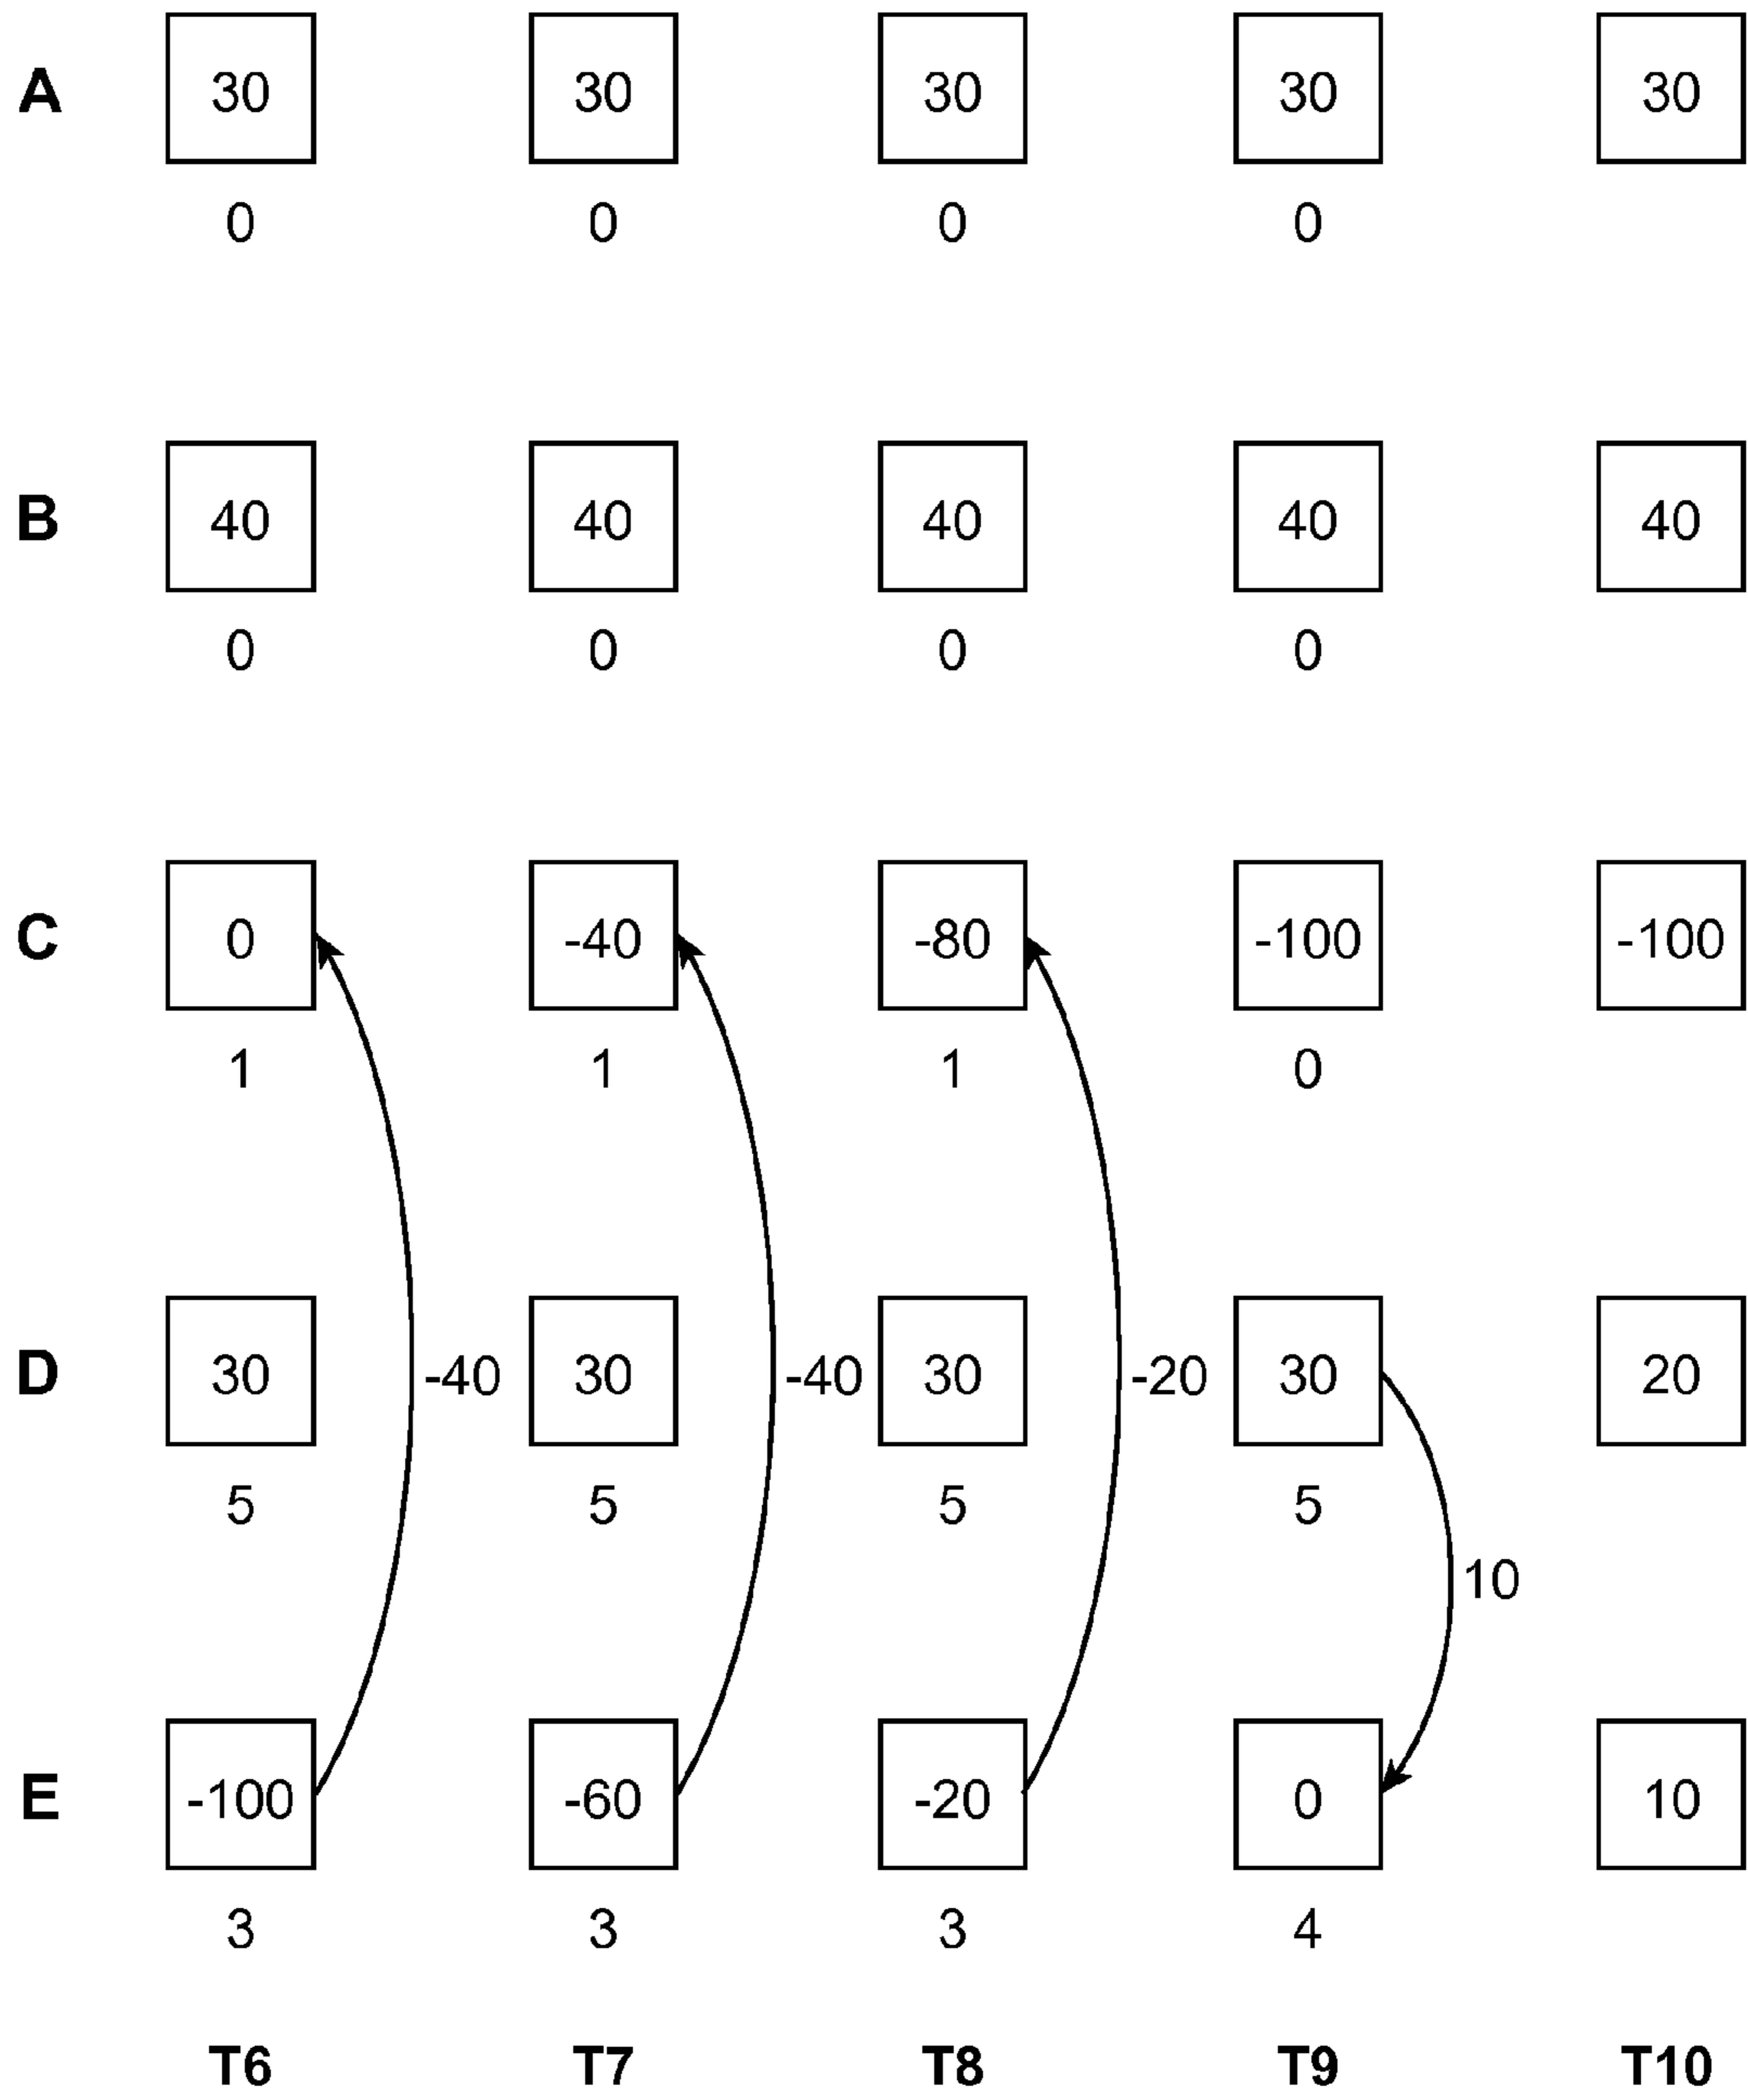 A 30 30 30 30 30
0 0 0 0
B 40 40 40 40 40
0 0 0 0
C 0 -40 -80 -100 -100
1 1 1 0
D 30 -40 30 -40 30 -20 30 20
5 5 5 5
10
E -100 -60 -20 0 10
3 3 3 4
T6 T7 T8 T9 T10